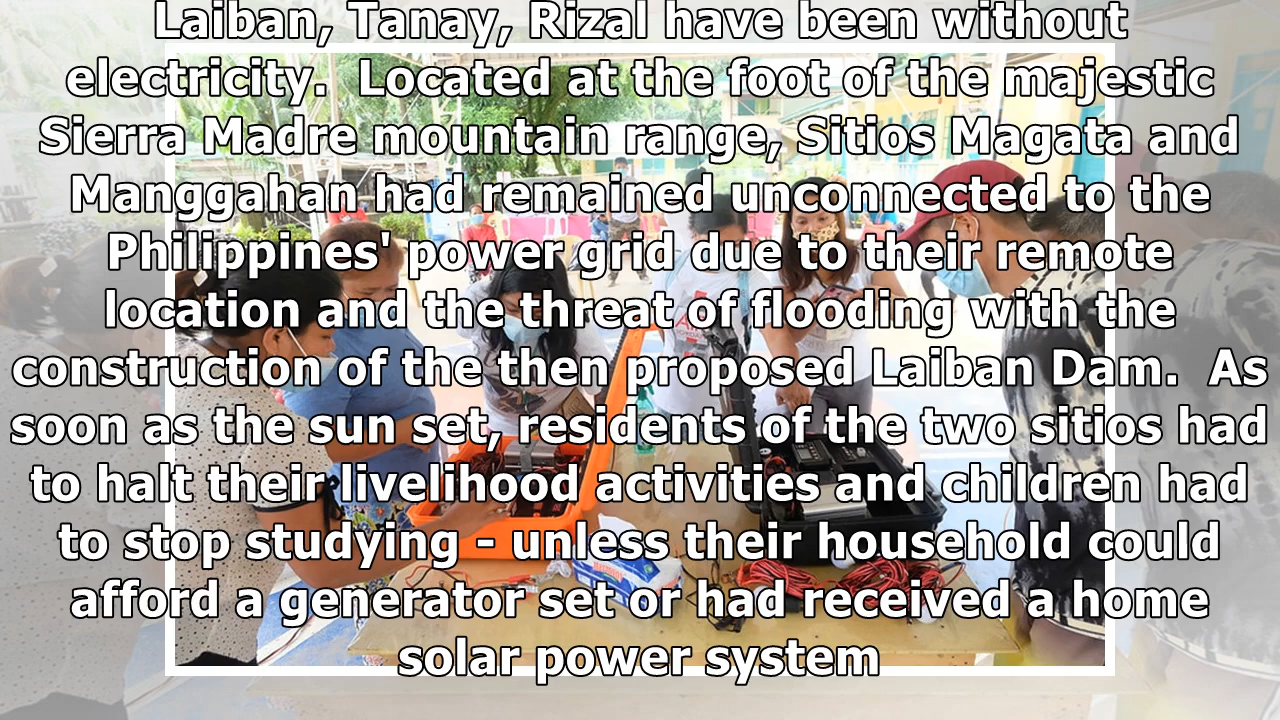 Laiban, Tanay, Rizal have been without
electricity.  Located at the foot of the majestic
Sierra Madre mountain range, Sitios Magata and
Manggahan had remained unconnected to the
Philippines' power grid due to their remote
location and the threat of flooding with the
construction of the then proposed Laiban Dam.  As
soon as the sun set, residents of the two sitios had
to halt their livelihood activities and children had
to stop studying - unless their household could
afford a generator set or had received a home
solar power system